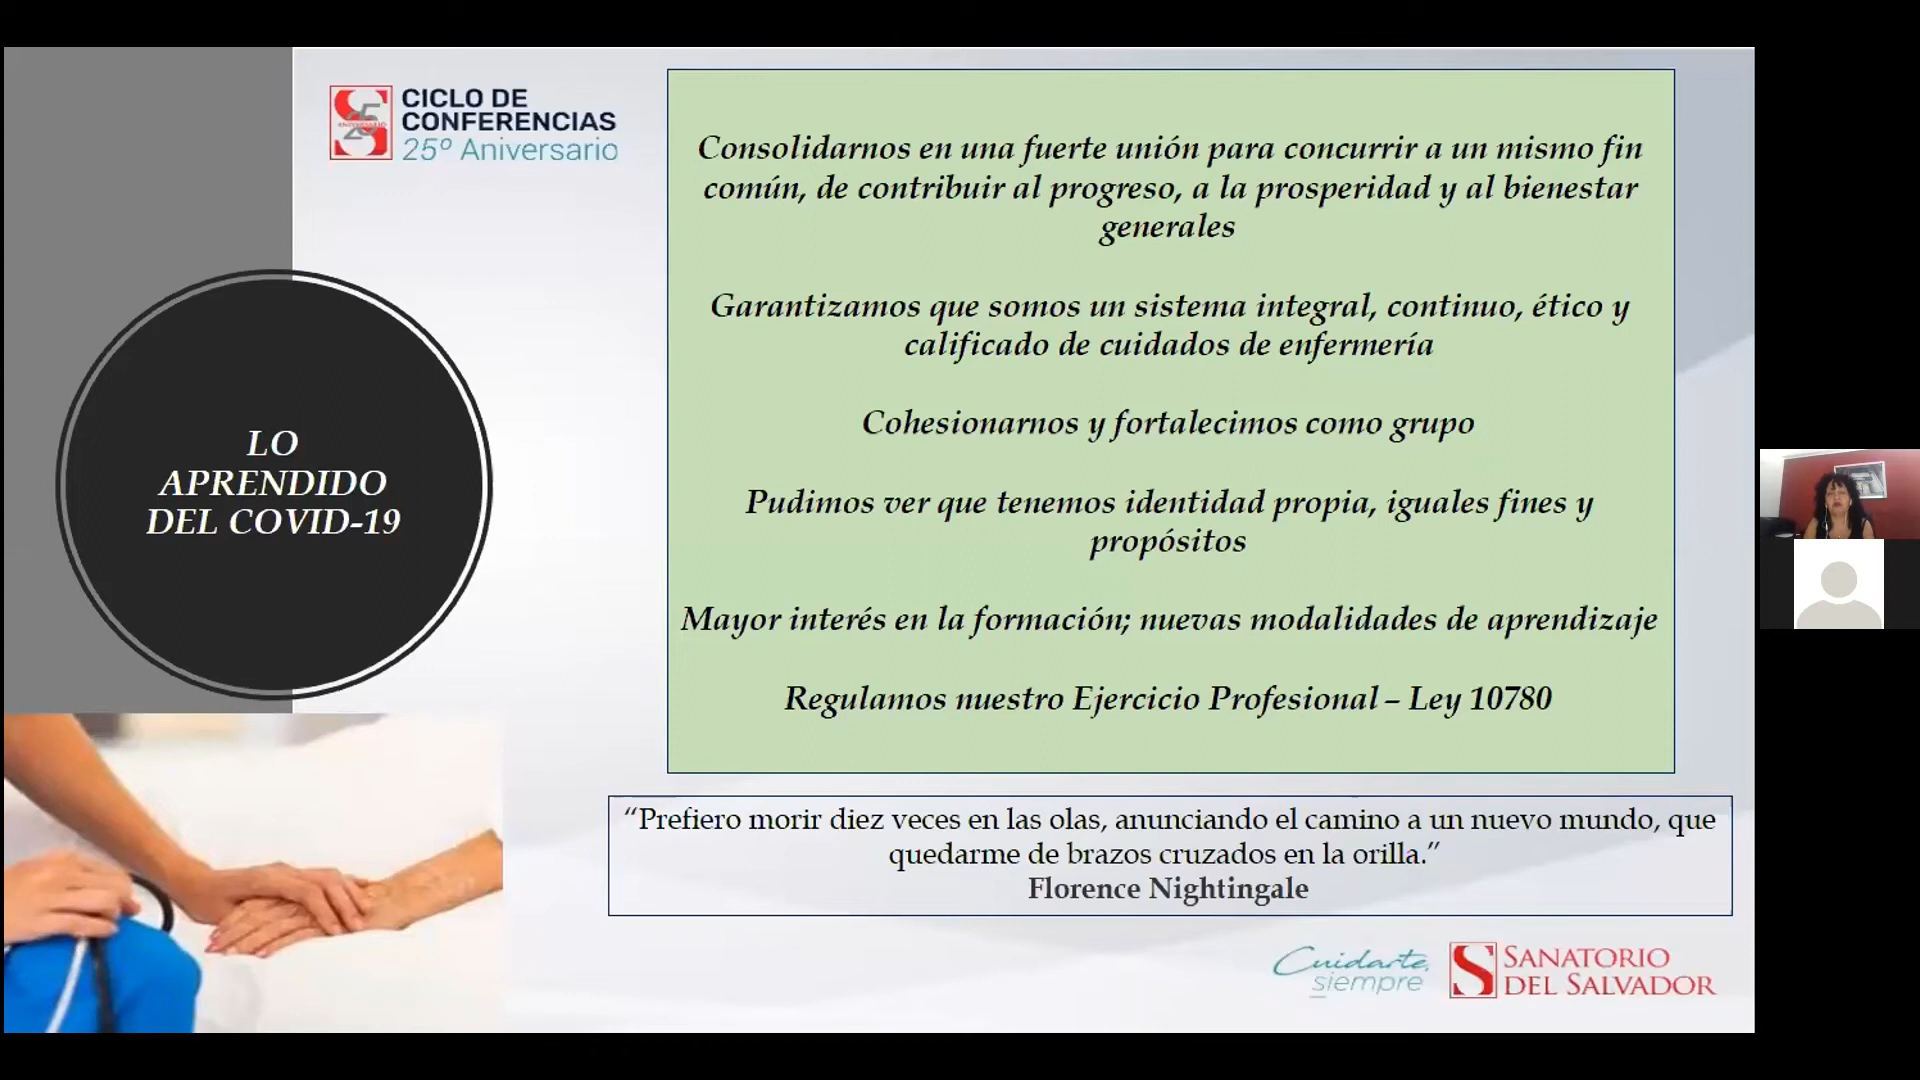 CICLO DE
CONFERENCIAS
25º Aniversario
LO
APRENDIDO
DEL COVID-19
Consolidarnos en una fuerte unión para concurrir a un mismo fin
común, de contribuir al progreso, a la prosperidad y al bienestar
generales
Garantizamos que somos un sistema integral, continuo, ético y
calificado de cuidados de enfermería
Cohesionarnos y fortalecimos como grupo
Pudimos ver que tenemos identidad propia, iguales fines y
propósitos
Mayor interés en la formación; nuevas modalidades de aprendizaje
Regulamos nuestro Ejercicio Profesional – Ley 10780
“Prefiero morir diez veces en las olas, anunciando el camino a un nuevo mundo, que
quedarme de brazos cruzados en la orilla.”
Florence Nightingale
Cuidarte,
siempre
SANATORIO
DEL SALVADOR